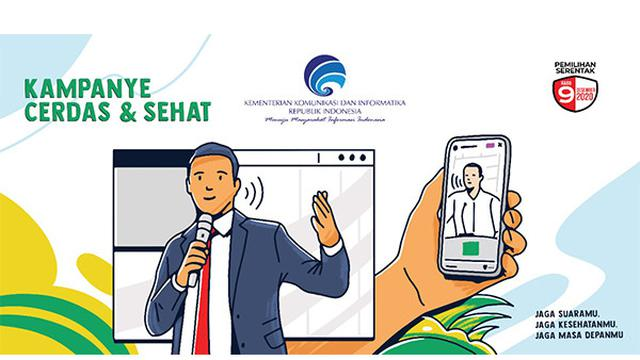 KAMPANYE
CERDAS & SEHAT
KEMENTERIAN KOMUNIKASI DAN INFORMATIKA
REPUBLIK INDONESIA
Menuju Masyarakat Informasi Indonesia
PEMILIHAN
SERENTAK
RABU
9
DESEMBER
2020
JAGA SUARAMU,
JAGA KESEHATANMU,
JAGA MASA DEPANMU